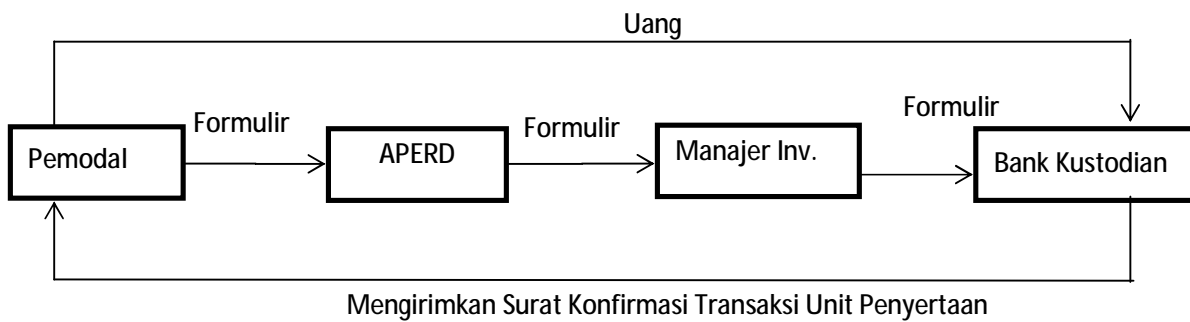 Uang
Formulir
Formulir
Formulir
Pemodal
APERD
Manajer Inv.
Bank Kustodian
Mengirimkan Surat Konfirmasi Transaksi Unit Penyertaan